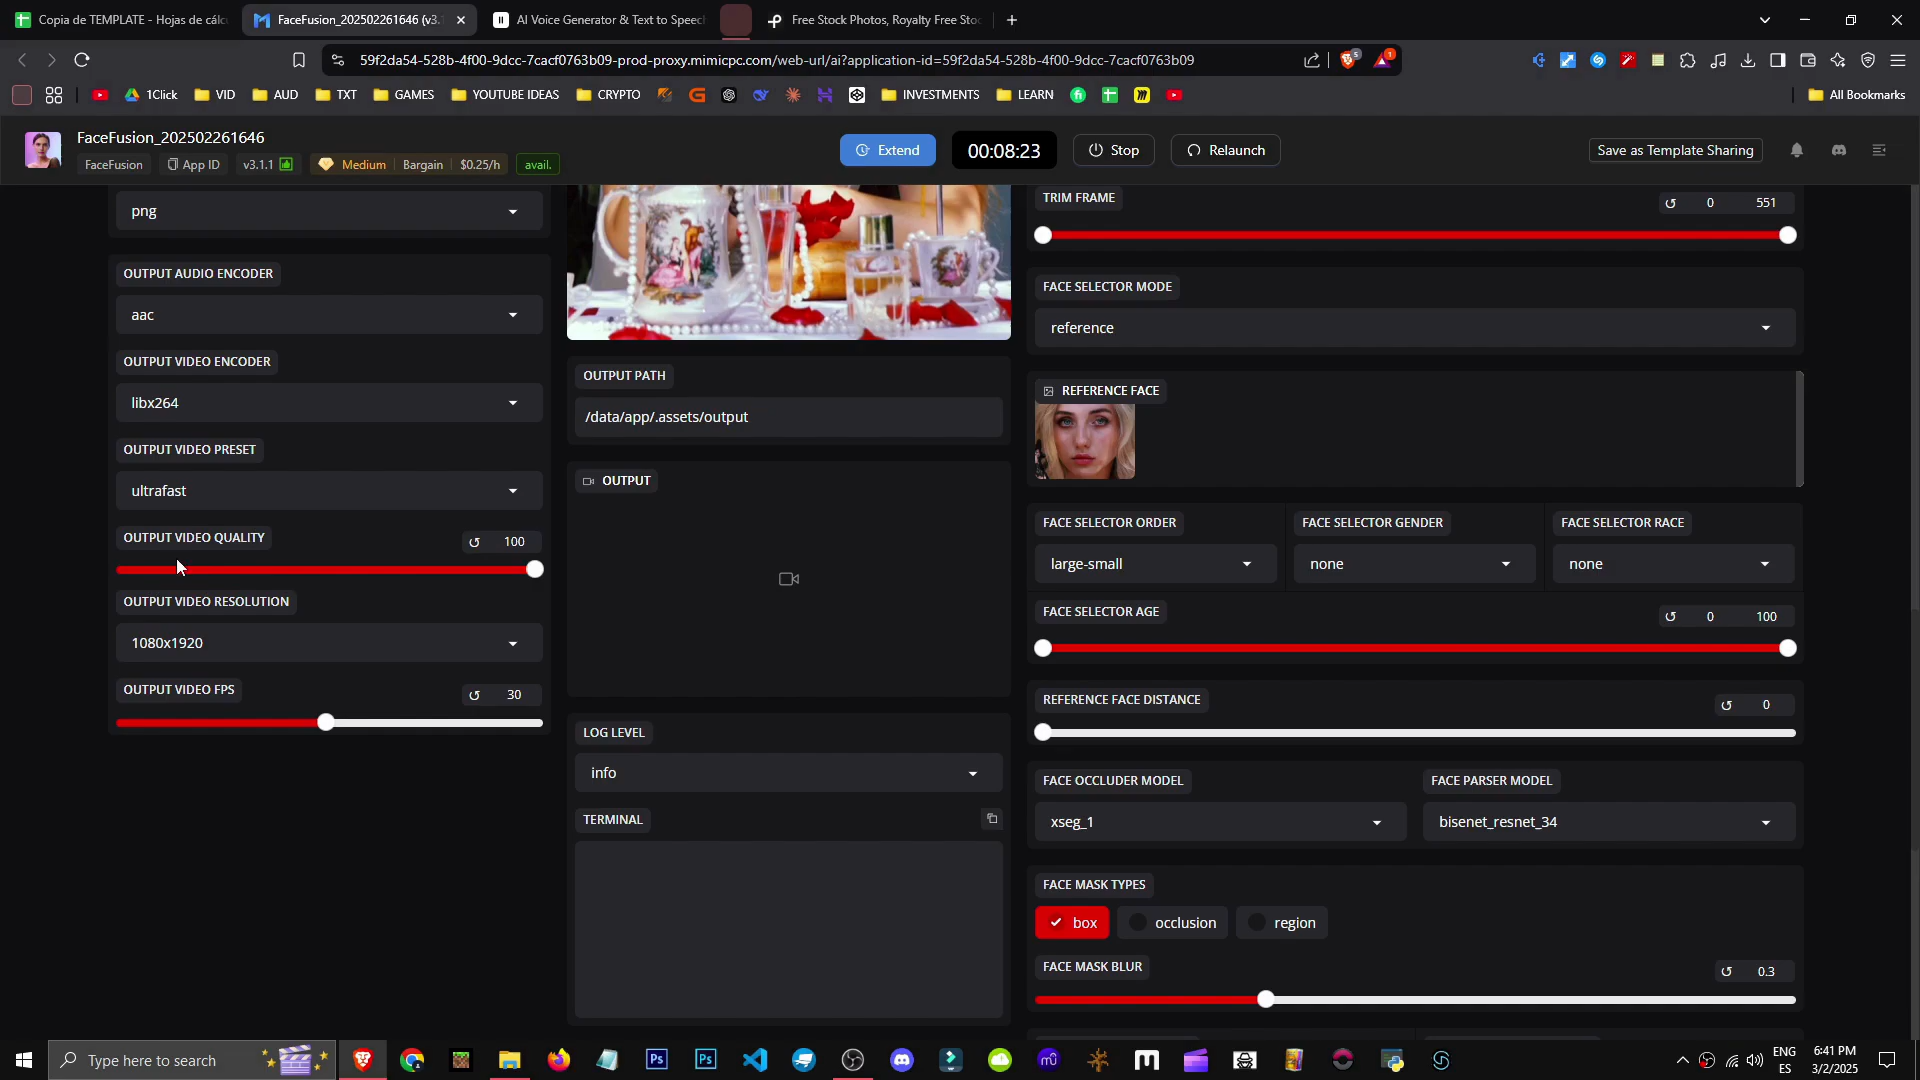 Copia de TEMPLATE - Hojas de cálc
FaceFusion_202502261646 (v3.
AI Voice Generator & Text to Speec
Free Stock Photos, Royalty Free Sto
59f2da54-528b-4f00-9dcc-7cacf0763b09-prod-proxy.mimicpc.com/web-url/ai?application-id=59f2da54-528b-4f00-9dcc-7cacf0763b09
5
1
1Click
VID
AUD
TXT
GAMES
YOUTUBE IDEAS
CRYPTO
INVESTMENTS
LEARN
All Bookmarks
FaceFusion_202502261646
FaceFusion
App ID
v3.1.1
Medium
Bargain
$0.25/h
avail.
Extend
00:08:23
Stop
Relaunch
Save as Template Sharing
png
OUTPUT AUDIO ENCODER
aac
OUTPUT VIDEO ENCODER
libx264
OUTPUT VIDEO PRESET
ultrafast
OUTPUT VIDEO QUALITY
100
OUTPUT VIDEO RESOLUTION
1080x1920
OUTPUT VIDEO FPS
30
OUTPUT PATH
/data/app/.assets/output
OUTPUT
LOG LEVEL
info
TERMINAL
TRIM FRAME
0
551
FACE SELECTOR MODE
reference
REFERENCE FACE
FACE SELECTOR ORDER
large-small
FACE SELECTOR GENDER
none
FACE SELECTOR RACE
none
FACE SELECTOR AGE
0
100
REFERENCE FACE DISTANCE
0
FACE OCCLUDER MODEL
xseg_1
FACE PARSER MODEL
bisenet_resnet_34
FACE MASK TYPES
box
occlusion
region
FACE MASK BLUR
0.3
Type here to search
Ps
Ps
ENG
ES
6:41 PM
3/2/2025